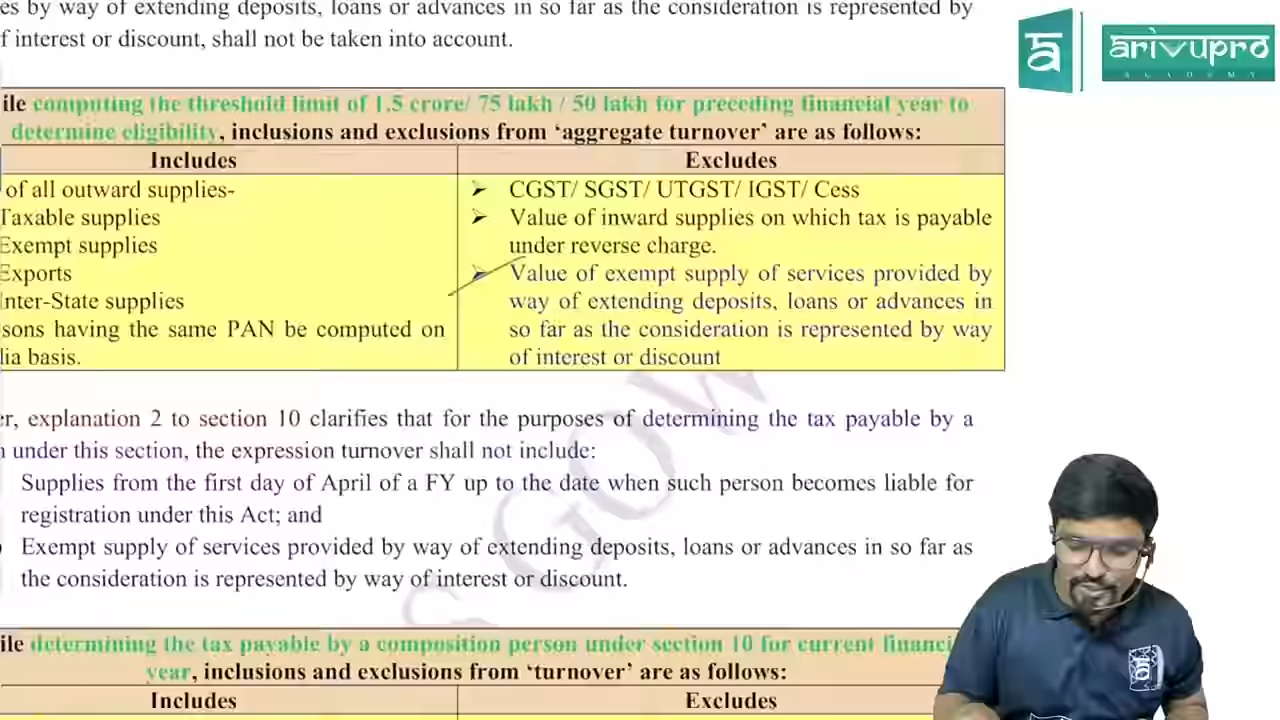 es by way of extending deposits, loans or advances in so far as the consideration is represented by
f interest or discount, shall not be taken into account.
arivupro
ACADEMY
ile computing the threshold limit of 1.5 crore/ 75 lakh / 50 lakh for preceding financial year to
determine eligibility, inclusions and exclusions from ‘aggregate turnover’ are as follows:
Includes
Excludes
of all outward supplies-
Taxable supplies
Exempt supplies
Exports
Inter-State supplies
sons having the same PAN be computed on
lia basis.
➢ CGST/ SGST/ UTGST/ IGST/ Cess
➢ Value of inward supplies on which tax is payable
under reverse charge.
➢ Value of exempt supply of services provided by
way of extending deposits, loans or advances in
so far as the consideration is represented by way
of interest or discount
er, explanation 2 to section 10 clarifies that for the purposes of determining the tax payable by a
n under this section, the expression turnover shall not include:
Supplies from the first day of April of a FY up to the date when such person becomes liable for
registration under this Act; and
) Exempt supply of services provided by way of extending deposits, loans or advances in so far as
the consideration is represented by way of interest or discount.
S GOW
ile determining the tax payable by a composition person under section 10 for current financi
year, inclusions and exclusions from ‘turnover’ are as follows:
Includes
Excludes